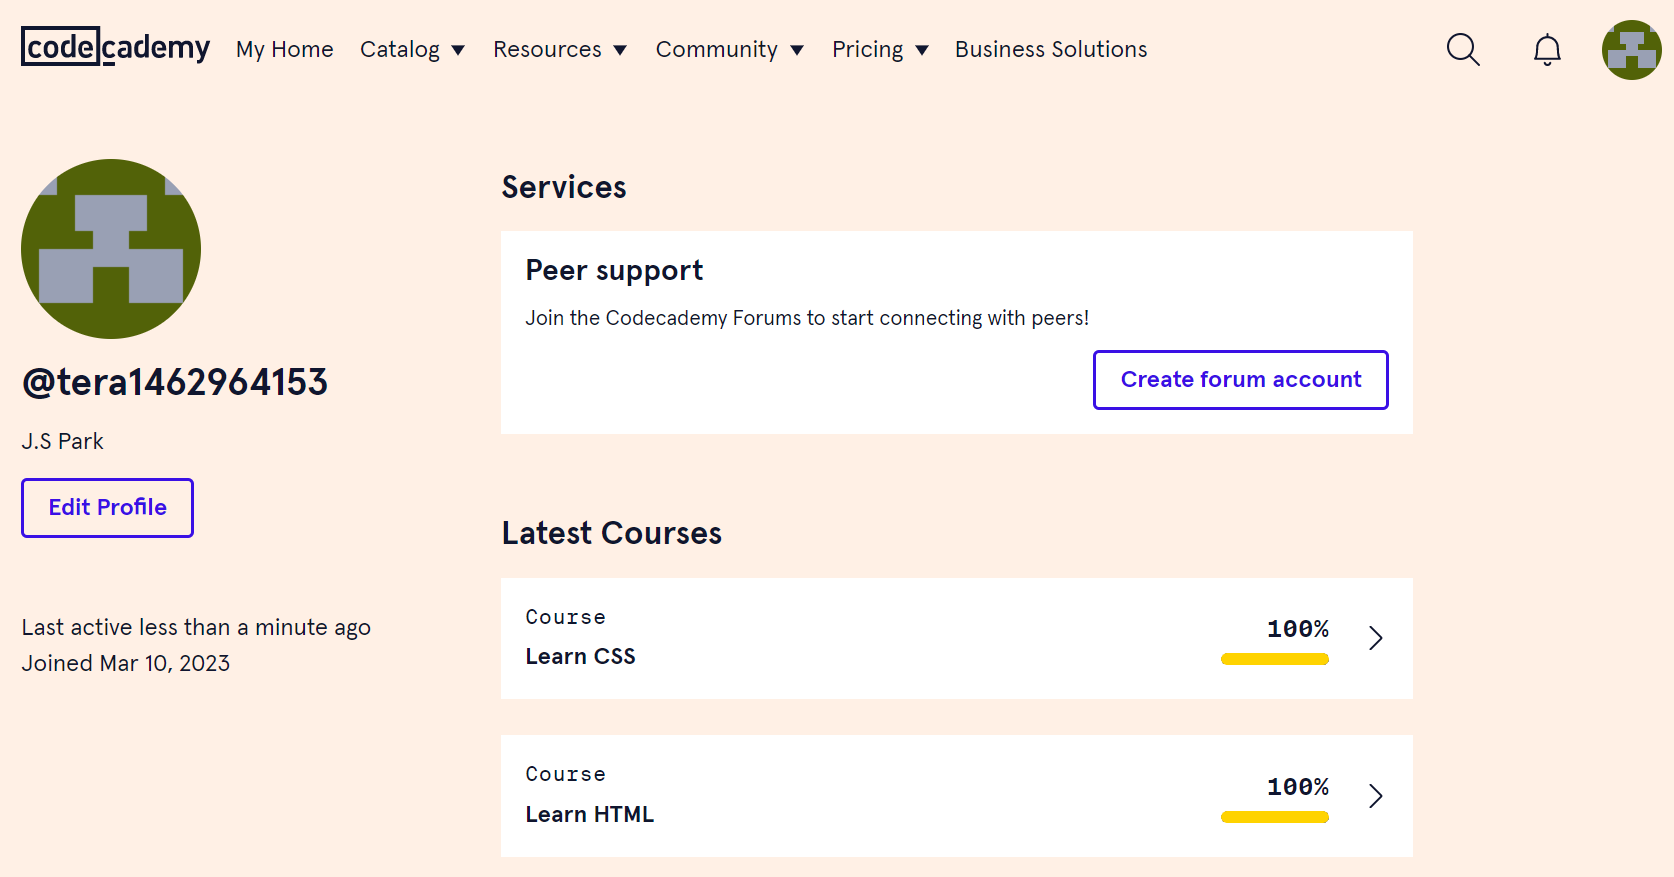 codecademy My Home Catalog Resources Community Pricing Business Solutions
@tera1462964153
J.S Park
Edit Profile
Last active less than a minute ago
Joined Mar 10, 2023
Services
Peer support
Join the Codecademy Forums to start connecting with peers!
Create forum account
Latest Courses
Course
Learn CSS
100%
Course
Learn HTML
100%